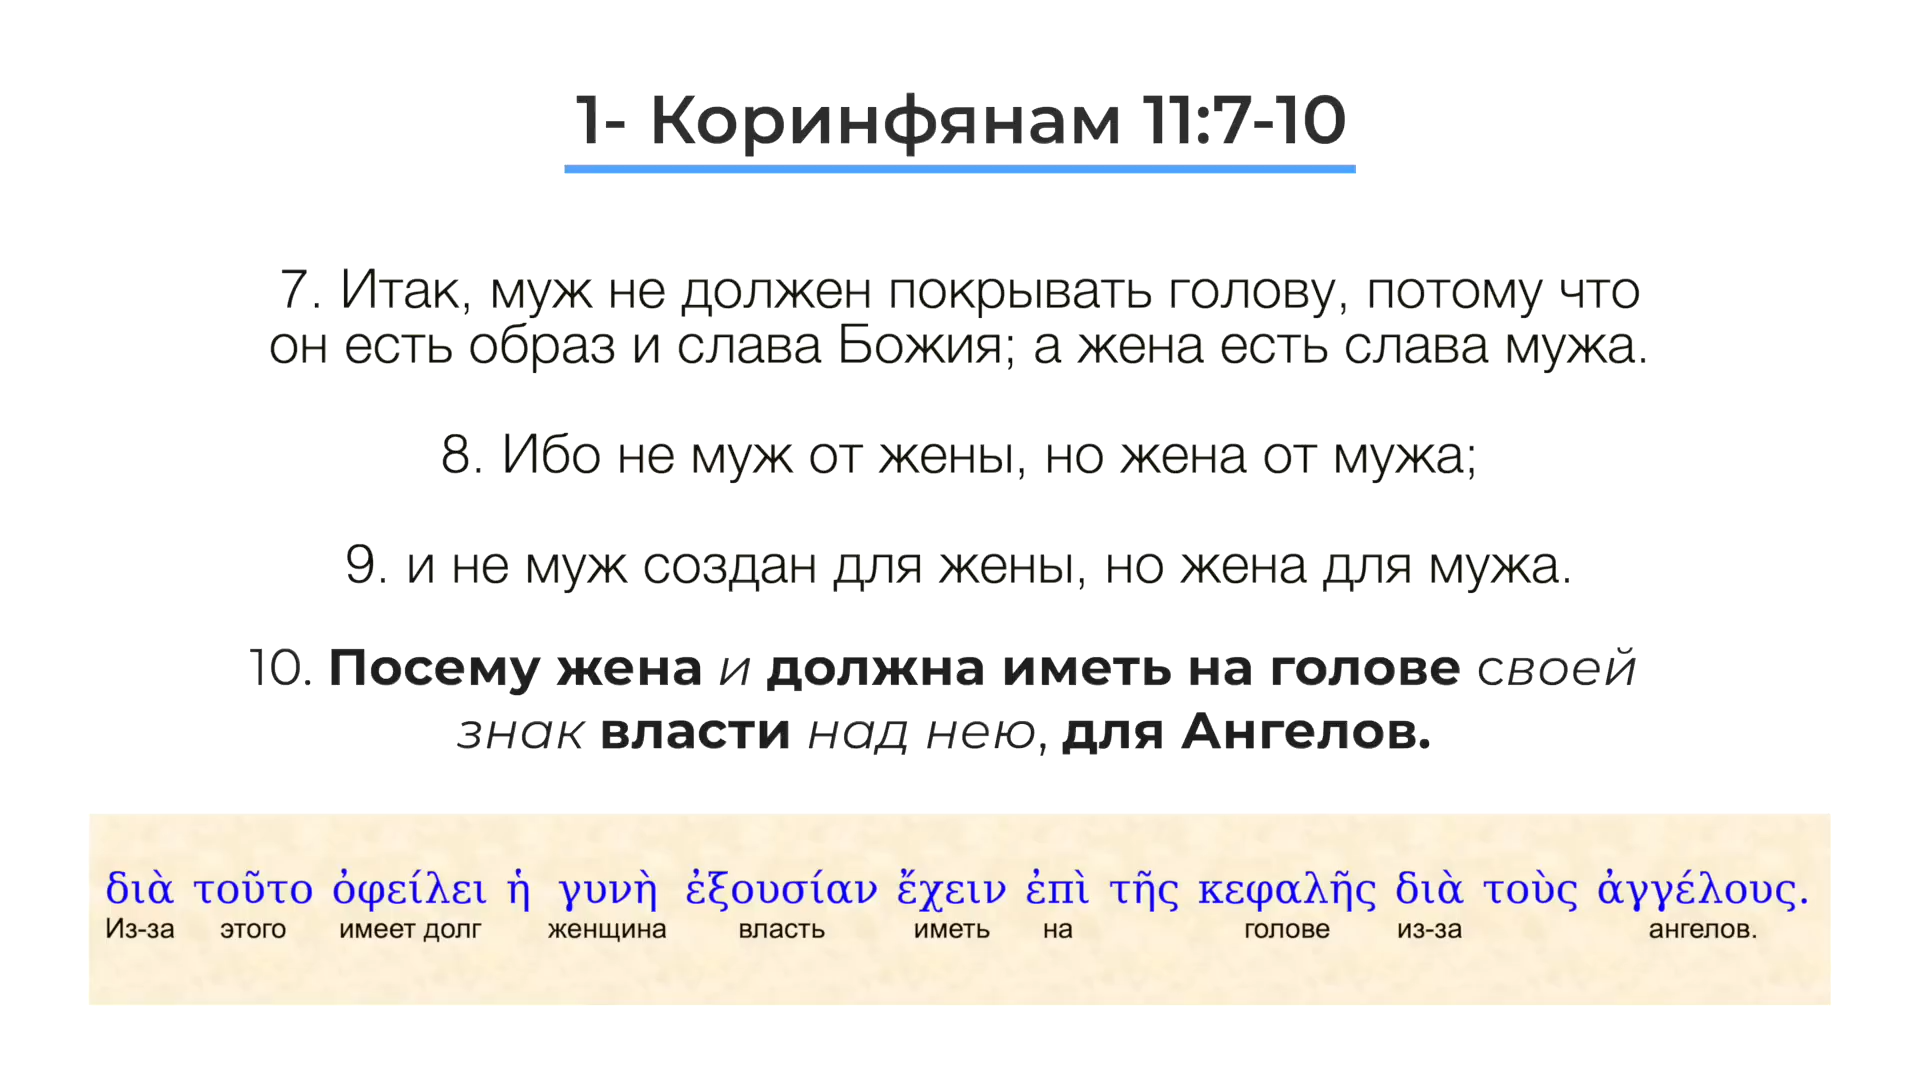 1- Коринфянам 11:7-10
7. Итак, муж не должен покрывать голову, потому что
он есть образ и слава Божия; а жена есть слава мужа.
8. Ибо не муж от жены, но жена от мужа;
9. и не муж создан для жены, но жена для мужа.
10. Посему жена и должна иметь на голове своей
знак власти над нею, для Ангелов.
διὰ τοῦτο ὀφείλει ἡ γυνὴ ἐξουσίαν ἔχειν ἐπὶ τῆς κεφαλῆς διὰ τοὺς ἀγγέλους.
Из-за этого имеет долг женщина власть иметь на голове из-за ангелов.